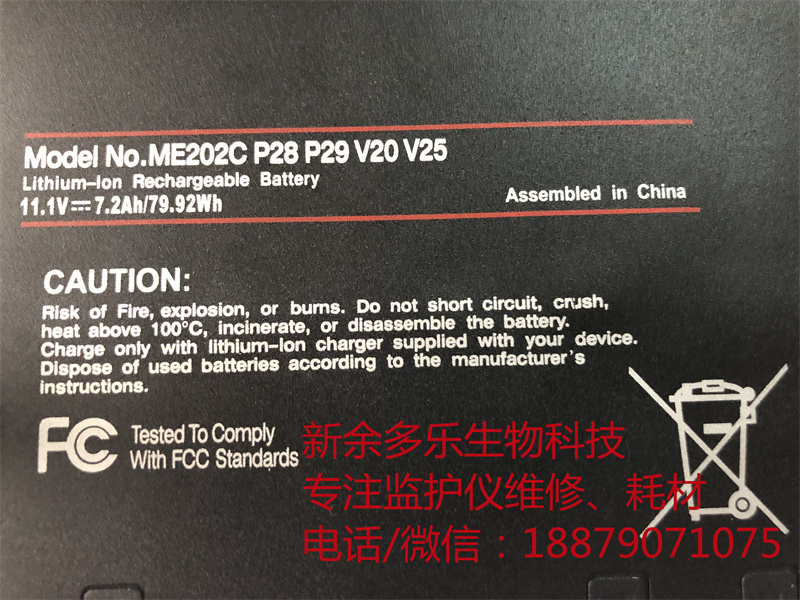 Model No.ME202C P28 P29 V20 V25
Lithium-Ion Rechargeable Battery
11.1V⎓7.2Ah/79.92Wh
Assembled in China
CAUTION:
Risk of Fire, explosion, or burns. Do not short circuit, crush,
heat above 100°C, incinerate, or disassemble the battery.
Charge only with lithium-Ion charger supplied with your device.
Dispose of used batteries according to the manufacturer's
instructions.
FC Tested To Comply
With FCC Standards
新余多乐生物科技
专注监护仪维修、耗材
电话/微信：18879071075